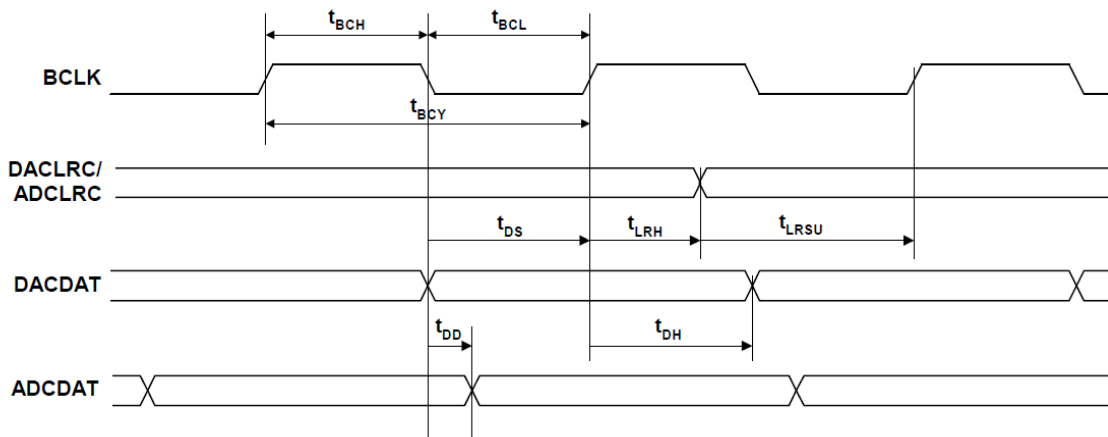 tBCH
tBCL
BCLK
tBCY
DACLRC/
ADCLRC
tDS
tLRH
tLRSU
DACDAT
tDD
tDH
ADCDAT